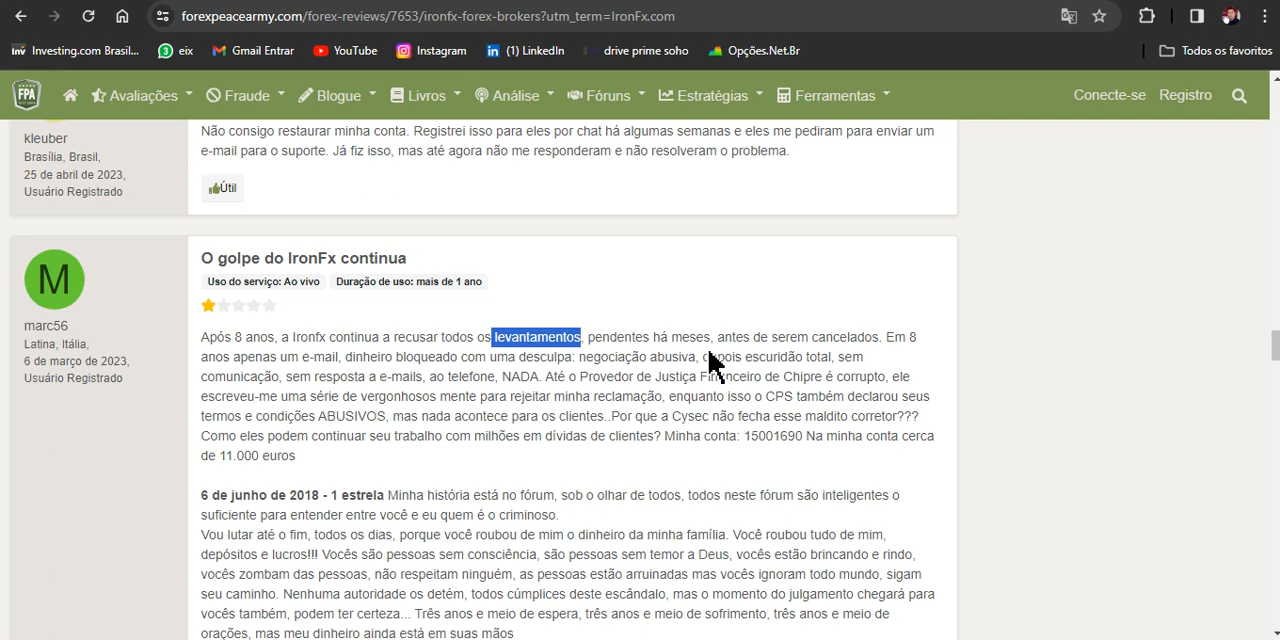 forexpeacearmy.com/forex-reviews/7653/ironfx-forex-brokers?utm_term=IronFx.com
inv Investing.com Brasil... 3 eix Gmail Entrar YouTube Instagram in (1) LinkedIn drive prime soho Opções.Net.Br Todos os favoritos
FPA Avaliações Fraude Blogue Livros Análise Fóruns Estratégias Ferramentas Conecte-se Registro
kleuber
Brasília, Brasil,
25 de abril de 2023,
Usuário Registrado
Não consigo restaurar minha conta. Registrei isso para eles por chat há algumas semanas e eles me pediram para enviar um
e-mail para o suporte. Já fiz isso, mas até agora não me responderam e não resolveram o problema.
Útil
M
marc56
Latina, Itália,
6 de março de 2023,
Usuário Registrado
O golpe do IronFx continua
Uso do serviço: Ao vivo Duração de uso: mais de 1 ano
Após 8 anos, a Ironfx continua a recusar todos os levantamentos, pendentes há meses, antes de serem cancelados. Em 8
anos apenas um e-mail, dinheiro bloqueado com uma desculpa: negociação abusiva, depois escuridão total, sem
comunicação, sem resposta a e-mails, ao telefone, NADA. Até o Provedor de Justiça Financeiro de Chipre é corrupto, ele
escreveu-me uma série de vergonhosos mente para rejeitar minha reclamação, enquanto isso o CPS também declarou seus
termos e condições ABUSIVOS, mas nada acontece para os clientes..Por que a Cysec não fecha esse maldito corretor???
Como eles podem continuar seu trabalho com milhões em dívidas de clientes? Minha conta: 15001690 Na minha conta cerca
de 11.000 euros
6 de junho de 2018 - 1 estrela Minha história está no fórum, sob o olhar de todos, todos neste fórum são inteligentes o
suficiente para entender entre você e eu quem é o criminoso.
Vou lutar até o fim, todos os dias, porque você roubou de mim o dinheiro da minha família. Você roubou tudo de mim,
depósitos e lucros!!! Vocês são pessoas sem consciência, são pessoas sem temor a Deus, vocês estão brincando e rindo,
vocês zombam das pessoas, não respeitam ninguém, as pessoas estão arruinadas mas vocês ignoram todo mundo, sigam
seu caminho. Nenhuma autoridade os detém, todos cúmplices deste escândalo, mas o momento do julgamento chegará para
vocês também, podem ter certeza... Três anos e meio de espera, três anos e meio de sofrimento, três anos e meio de
orações, mas meu dinheiro ainda está em suas mãos